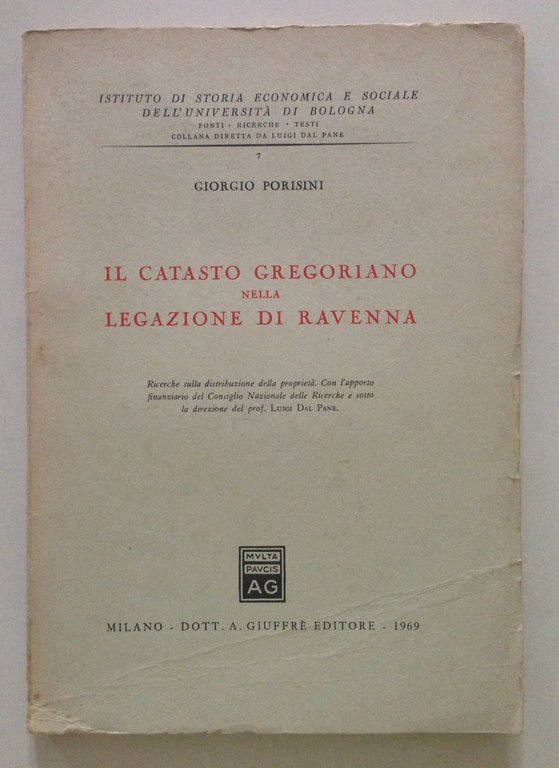 ISTITUTO DI STORIA ECONOMICA E SOCIALE
DELL'UNIVERSITÀ DI BOLOGNA
FONTI · RICERCHE · TESTI
COLLANA DIRETTA DA LUIGI DAL PANE
7
GIORGIO PORISINI
IL CATASTO GREGORIANO
NELLA
LEGAZIONE DI RAVENNA
Ricerche sulla distribuzione della proprietà. Con l'apporto
finanziario del Consiglio Nazionale delle Ricerche e sotto
la direzione del prof. LUIGI DAL PANE.
MVLTA
PAVCIS
AG
MILANO - DOTT. A. GIUFFRÈ EDITORE - 1969